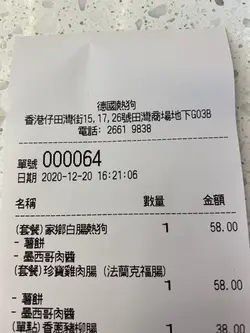 德國熱狗
香港仔田灣街15,17,26號田灣商場地下G03B
電話: 2661 9838
單號 000064
日期 2020-12-20 16:21:06
名稱 數量 金額
(套餐)家鄉白腸熱狗 1 58.00
- 薯餅
- 墨西哥肉醬
(套餐)珍寶雞肉腸 (法蘭克福腸)
1 58.00
- 薯餅
- 墨西哥肉醬
(單點)香蔥豬柳腸 1 38.00